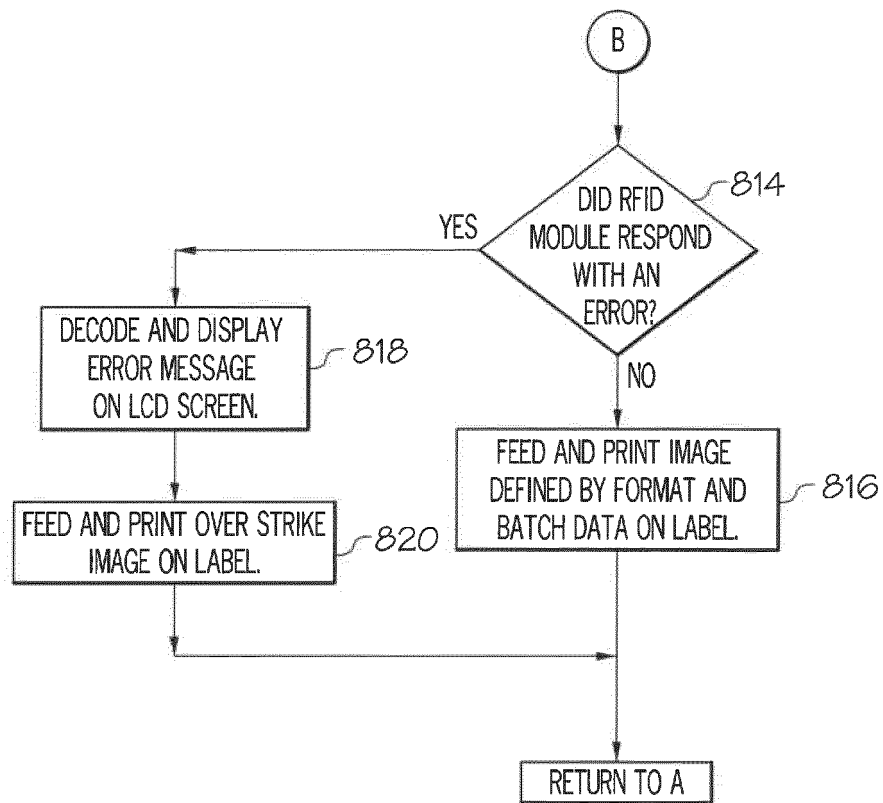 B
DID RFID
MODULE RESPOND
WITH AN
ERROR?
814
YES
NO
DECODE AND DISPLAY
ERROR MESSAGE
ON LCD SCREEN.
818
FEED AND PRINT IMAGE
DEFINED BY FORMAT AND
BATCH DATA ON LABEL.
816
FEED AND PRINT OVER STRIKE
IMAGE ON LABEL.
820
RETURN TO A